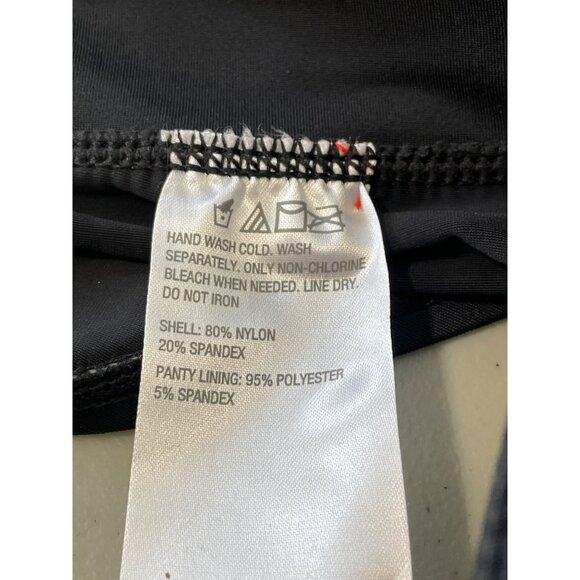 HAND WASH COLD. WASH
SEPARATELY. ONLY NON-CHLORINE
BLEACH WHEN NEEDED. LINE DRY.
DO NOT IRON
SHELL: 80% NYLON
20% SPANDEX
PANTY LINING: 95% POLYESTER
5% SPANDEX